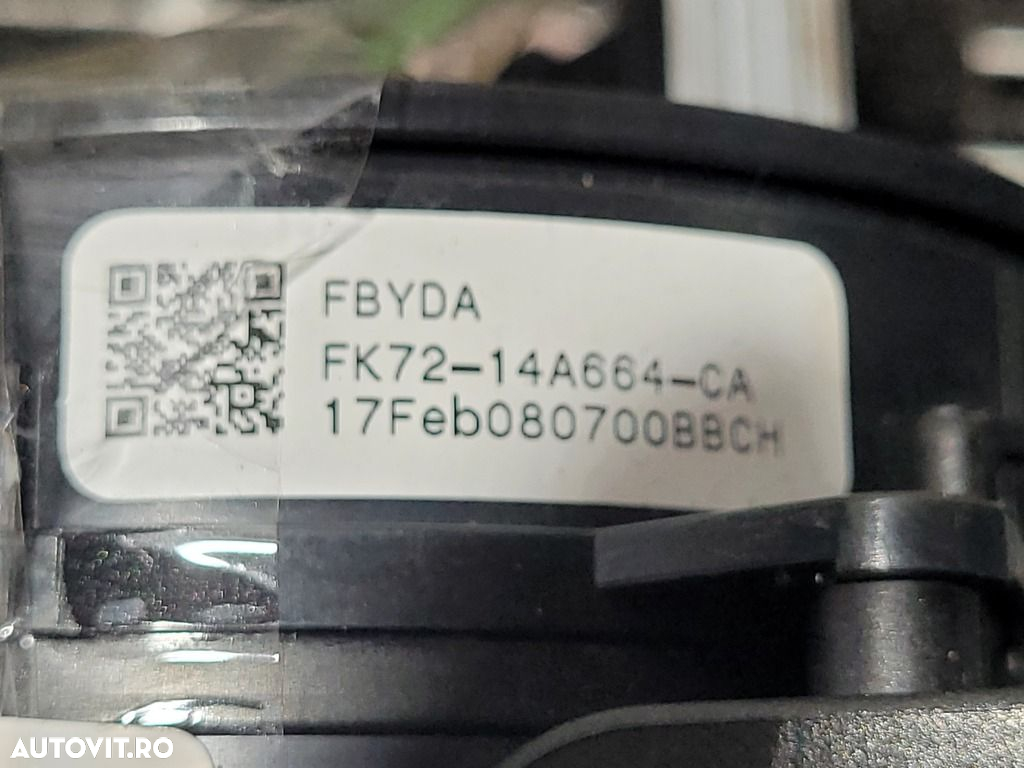 FBYDA
FK72-14A664-CA
17Feb080700BBCH
AUTOVIT.RO